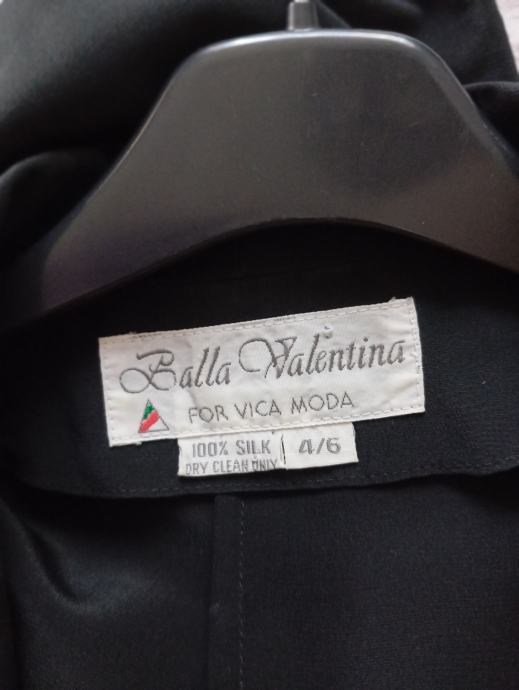 Balla Valentina
FOR VICA MODA
100% SILK 4/6
DRY CLEAN ONLY